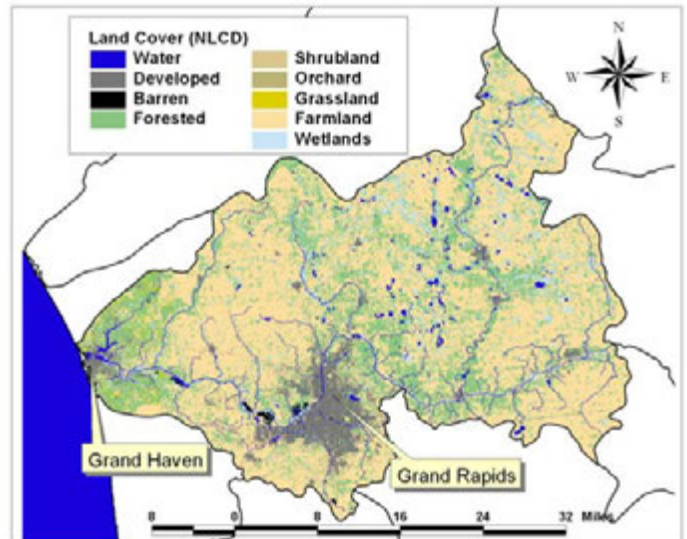 Land Cover (NLCD)
Water
Developed
Barren
Forested
Shrubland
Orchard
Grassland
Farmland
Wetlands
N
W E
S
Grand Haven
Grand Rapids
8 0 8 16 24 32 Miles